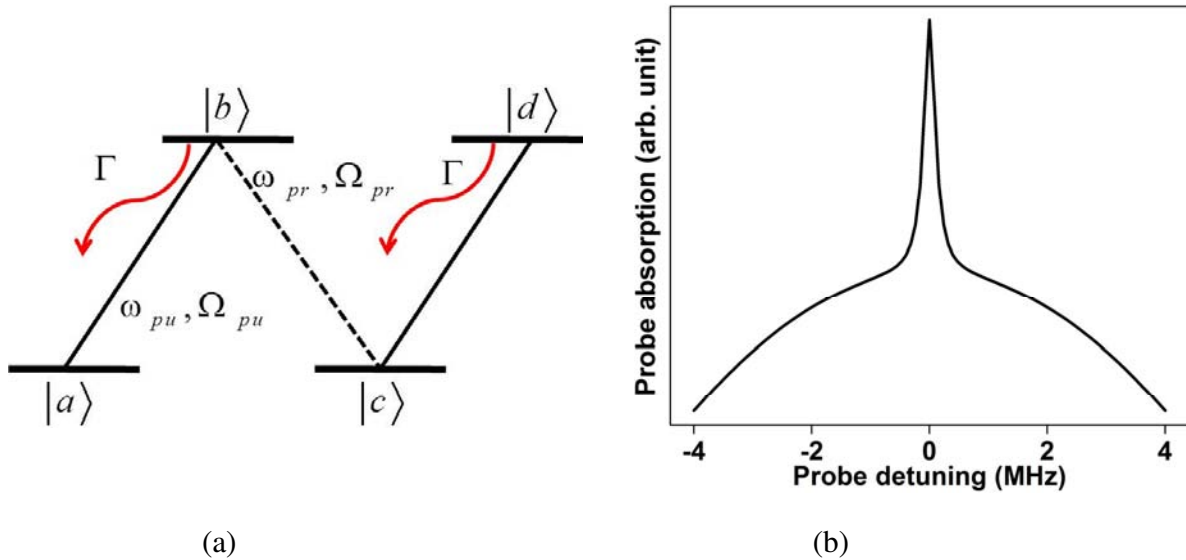 |b⟩
|d⟩
Γ
ω pr , Ω pr
Γ
ω pu , Ω pu
|a⟩
|c⟩
(a)
Probe absorption (arb. unit)
-4 -2 0 2 4
Probe detuning (MHz)
(b)